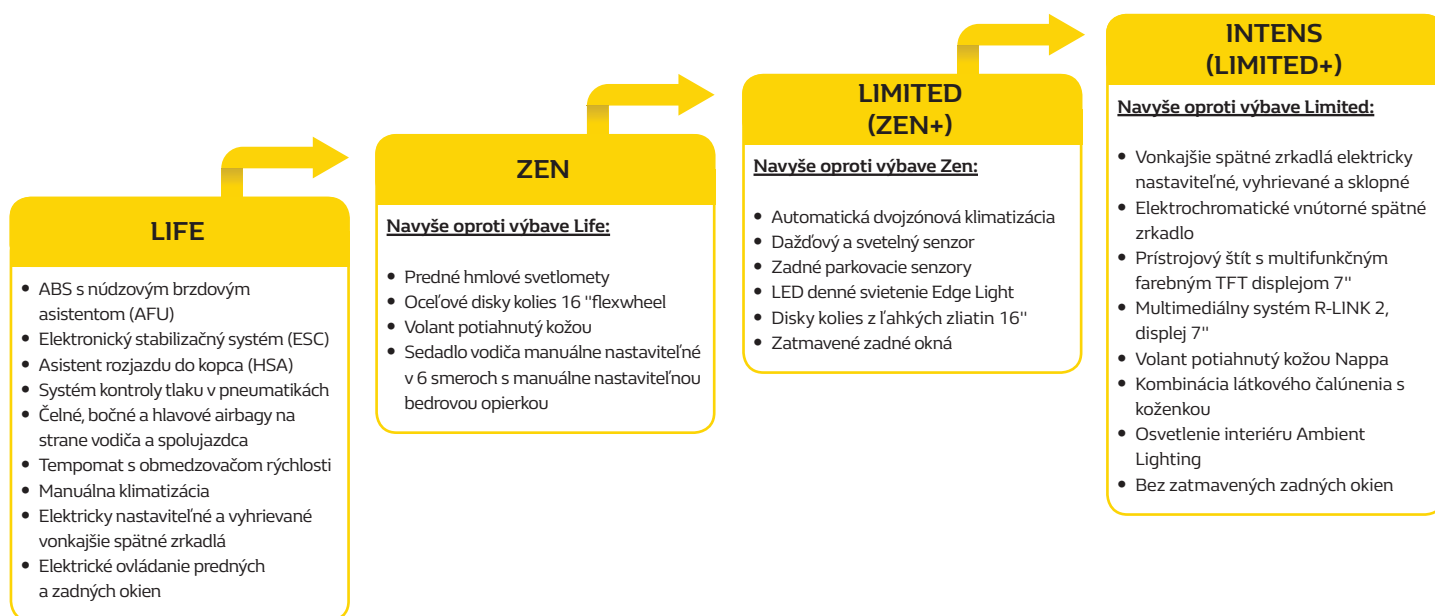 LIFE
• ABS s núdzovým brzdovým
asistentom (AFU)
• Elektronický stabilizačný systém (ESC)
• Asistent rozjazdu do kopca (HSA)
• Systém kontroly tlaku v pneumatikách
• Čelné, bočné a hlavové airbagy na
strane vodiča a spolujazdca
• Tempomat s obmedzovačom rýchlosti
• Manuálna klimatizácia
• Elektricky nastaviteľné a vyhrievané
vonkajšie spätné zrkadlá
• Elektrické ovládanie predných
a zadných okien
ZEN
Navyše oproti výbave Life:
• Predné hmlové svetlomety
• Oceľové disky kolies 16 "flexwheel
• Volant potiahnutý kožou
• Sedadlo vodiča manuálne nastaviteľné
v 6 smeroch s manuálne nastaviteľnou
bedrovou opierkou
LIMITED
(ZEN+)
Navyše oproti výbave Zen:
• Automatická dvojzónová klimatizácia
• Dažďový a svetelný senzor
• Zadné parkovacie senzory
• LED denné svietenie Edge Light
• Disky kolies z ľahkých zliatin 16"
• Zatmavené zadné okná
INTENS
(LIMITED+)
Navyše oproti výbave Limited:
• Vonkajšie spätné zrkadlá elektricky
nastaviteľné, vyhrievané a sklopné
• Elektrochromatické vnútorné spätné
zrkadlo
• Prístrojový štít s multifunkčným
farebným TFT displejom 7"
• Multimediálny systém R-LINK 2,
displej 7"
• Volant potiahnutý kožou Nappa
• Kombinácia látkového čalúnenia s
koženkou
• Osvetlenie interiéru Ambient
Lighting
• Bez zatmavených zadných okien